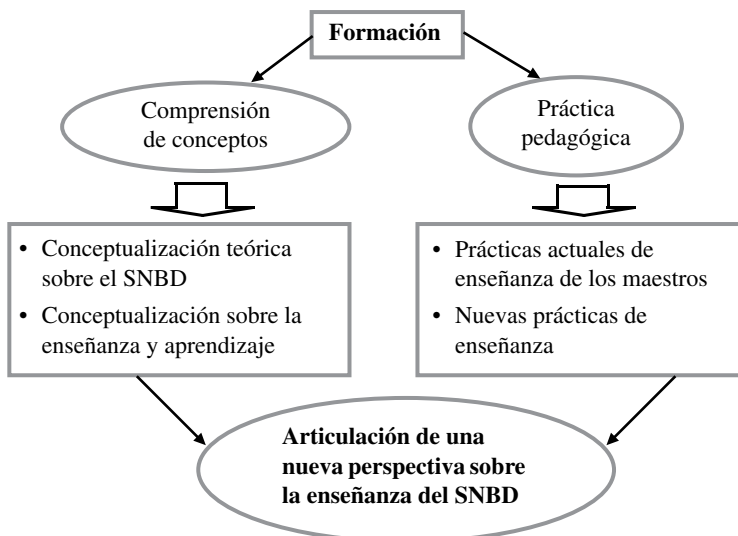 Formación
Comprensión
de conceptos
Práctica
pedagógica
• Conceptualización teórica
sobre el SNBD
• Conceptualización sobre la
enseñanza y aprendizaje
• Prácticas actuales de
enseñanza de los maestros
• Nuevas prácticas de
enseñanza
Articulación de una
nueva perspectiva sobre
la enseñanza del SNBD